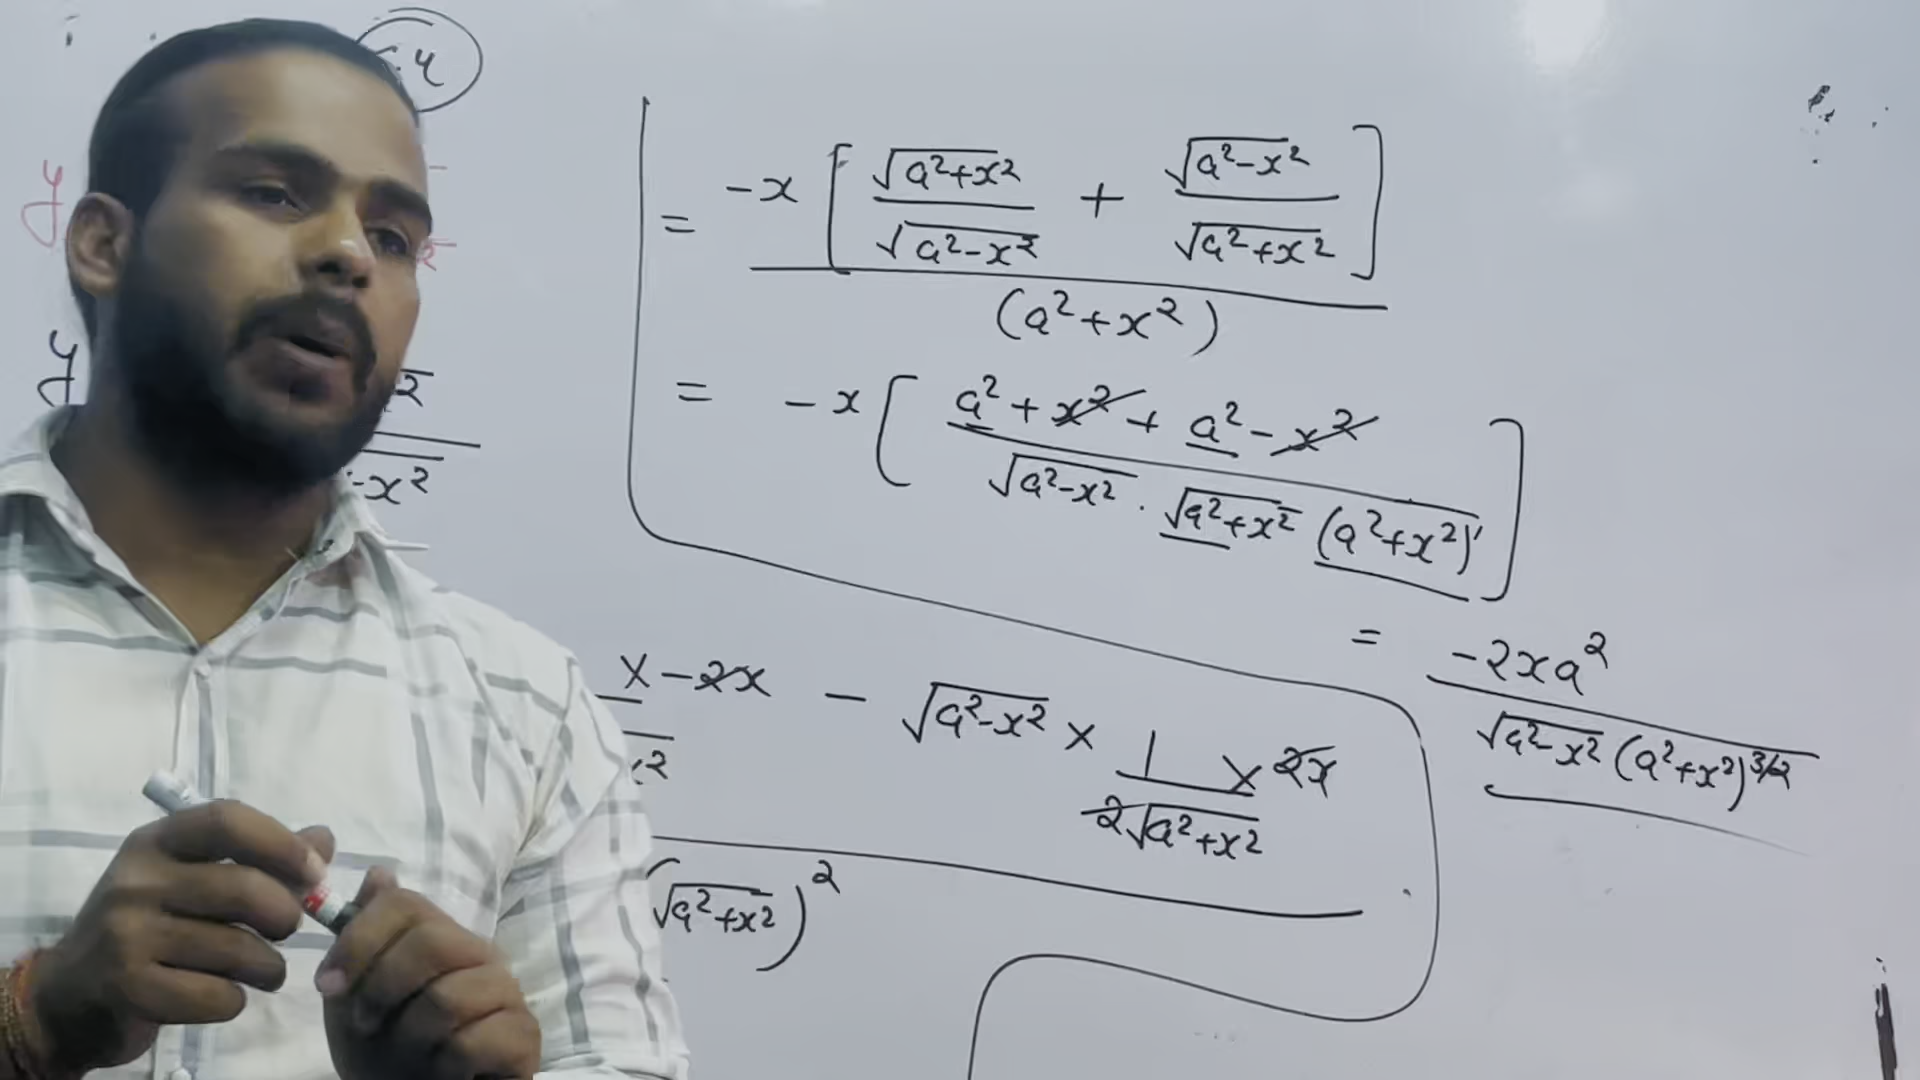 y
y
-x²
= -x [ √a²+x² / √a²-x² + √a²-x² / √a²+x² ] / (a²+x²)
= -x [ a² + x² + a² - x² / √a²-x² . √a²+x² (a²+x²)' ]
= -2xa² / √a²-x² (a²+x²)^3/2
x - 2x - √a²-x² x 1 / 2√a²+x² x 2x
(√a²+x²)²